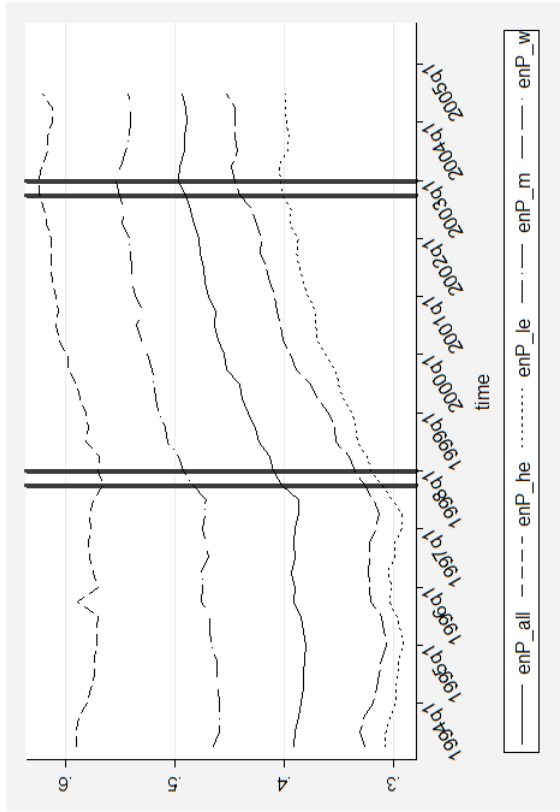 .6
.5
.4
.3
1994q1 1995q1 1996q1 1997q1 1998q1 1999q1 2000q1 2001q1 2002q1 2003q1 2004q1 2005q1
time
enP_all enP_he enP_le enP_m enP_w